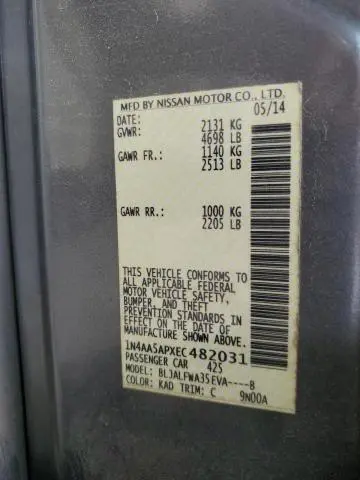 MFD BY NISSAN MOTOR CO., LTD.
DATE: 05/14
GVWR: 2131 KG
4698 LB
GAWR FR.: 1140 KG
2513 LB
GAWR RR.: 1000 KG
2205 LB
THIS VEHICLE CONFORMS TO
ALL APPLICABLE FEDERAL
MOTOR VEHICLE SAFETY,
BUMPER, AND THEFT
PREVENTION STANDARDS IN
EFFECT ON THE DATE OF
MANUFACTURE SHOWN ABOVE.
1N4AA5APXEC482031
PASSENGER CAR 425
MODEL: BLJALFWA35EVA----B
COLOR: KAD TRIM: C 9N00A